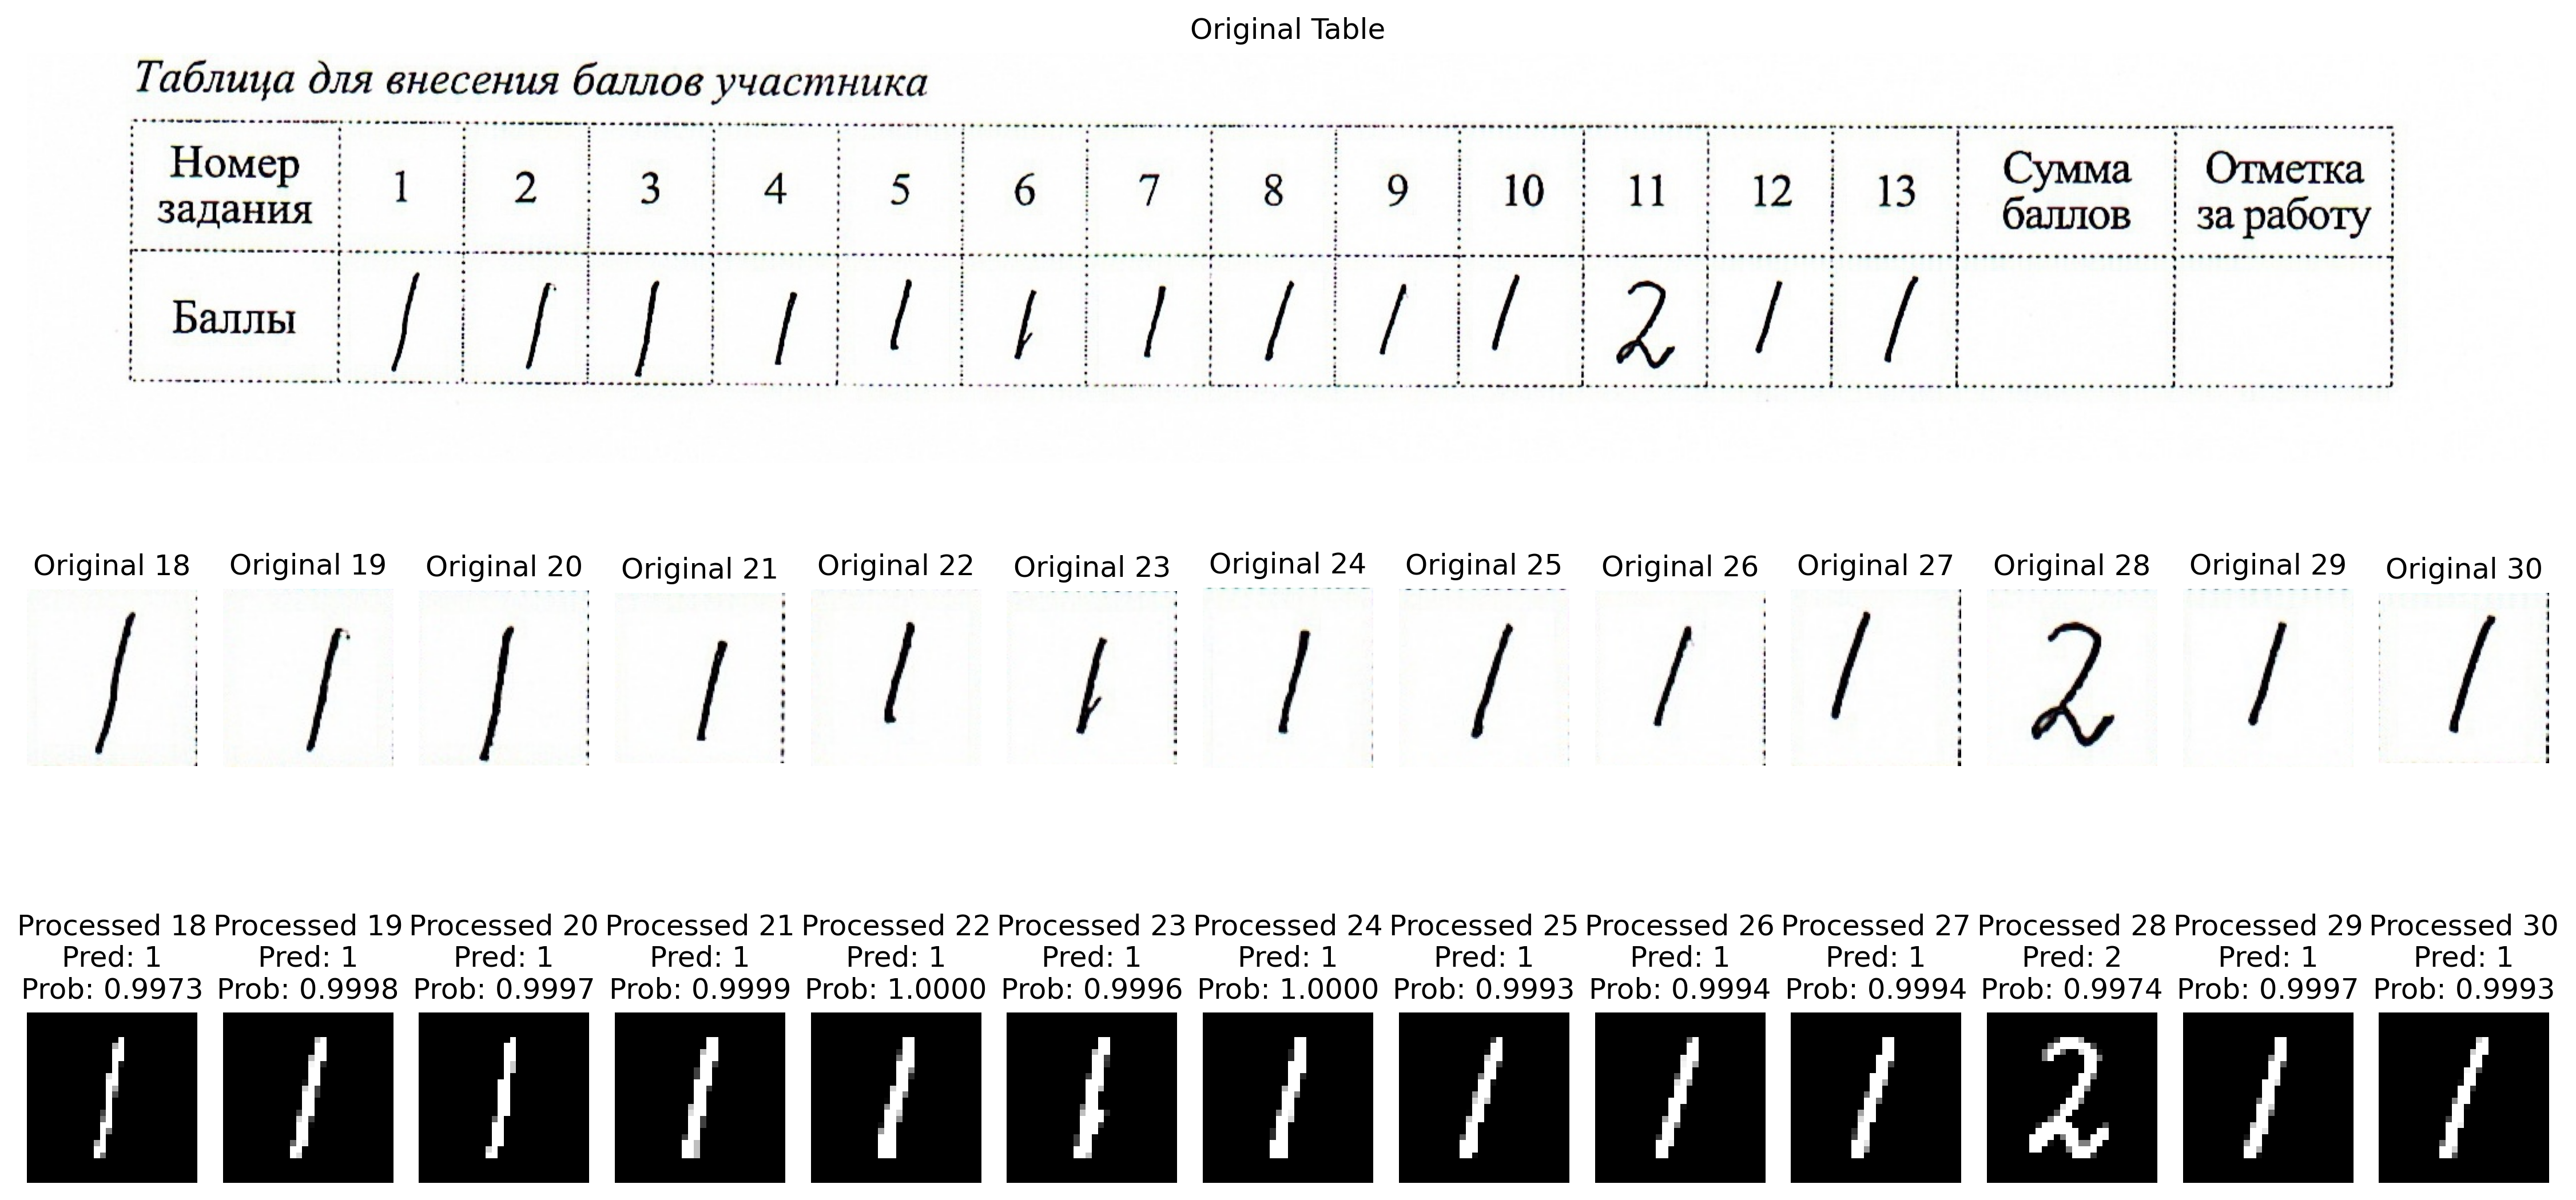 Original Table
Таблица для внесения баллов участника
Номер задания 1 2 3 4 5 6 7 8 9 10 11 12 13 Сумма баллов Отметка за работу
Баллы 1 1 1 1 1 1 1 1 1 1 2 1 1
Original 18 Original 19 Original 20 Original 21 Original 22 Original 23 Original 24 Original 25 Original 26 Original 27 Original 28 Original 29 Original 30
Processed 18 Processed 19 Processed 20 Processed 21 Processed 22 Processed 23 Processed 24 Processed 25 Processed 26 Processed 27 Processed 28 Processed 29 Processed 30
Pred: 1 Pred: 1 Pred: 1 Pred: 1 Pred: 1 Pred: 1 Pred: 1 Pred: 1 Pred: 1 Pred: 1 Pred: 2 Pred: 1 Pred: 1
Prob: 0.9973 Prob: 0.9998 Prob: 0.9997 Prob: 0.9999 Prob: 1.0000 Prob: 0.9996 Prob: 1.0000 Prob: 0.9993 Prob: 0.9994 Prob: 0.9994 Prob: 0.9974 Prob: 0.9997 Prob: 0.9993
1 1 1 1 1 1 1 1 1 1 2 1 1
1 1 1 1 1 1 1 1 1 1 2 1 1